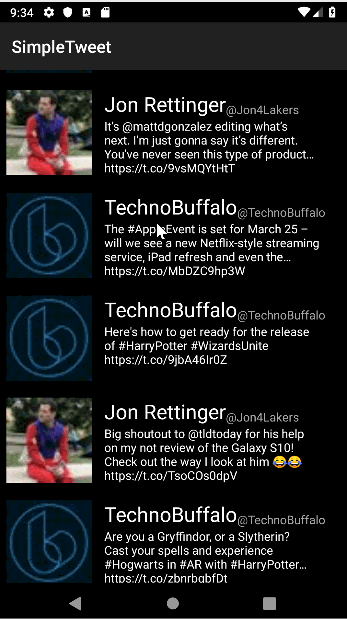 9:34
SimpleTweet
Jon Rettinger@Jon4Lakers
It's @mattdgonzalez editing what's
next. I'm just gonna say it's different.
You've never seen this type of product…
https://t.co/9vsMQYtHtT
TechnoBuffalo@TechnoBuffalo
The #AppleEvent is set for March 25 –
will we see a new Netflix-style streaming
service, iPad refresh and even the…
https://t.co/MbDZC9hp3W
TechnoBuffalo@TechnoBuffalo
Here's how to get ready for the release
of #HarryPotter #WizardsUnite
https://t.co/9jbA46Ir0Z
Jon Rettinger@Jon4Lakers
Big shoutout to @tldtoday for his help
on my not review of the Galaxy S10!
Check out the way I look at him 😂😂
https://t.co/TsoCOs0dpV
TechnoBuffalo@TechnoBuffalo
Are you a Gryffindor, or a Slytherin?
Cast your spells and experience
#Hogwarts in #AR with #HarryPotter…
https://t.co/zbnrbqbfDt